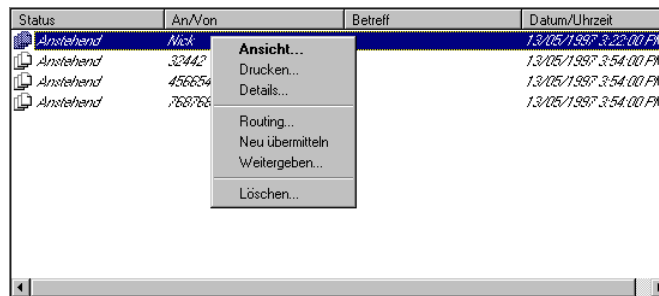 Status An/Von Betreff Datum/Uhrzeit
Anstehend Nick 13/05/1997 3:22:00 PM
Anstehend 32442 13/05/1997 3:54:00 PM
Anstehend 456654 13/05/1997 3:54:00 PM
Anstehend 768768 13/05/1997 3:54:00 PM
Ansicht...
Drucken...
Details...
Routing...
Neu übermitteln
Weitergeben...
Löschen...